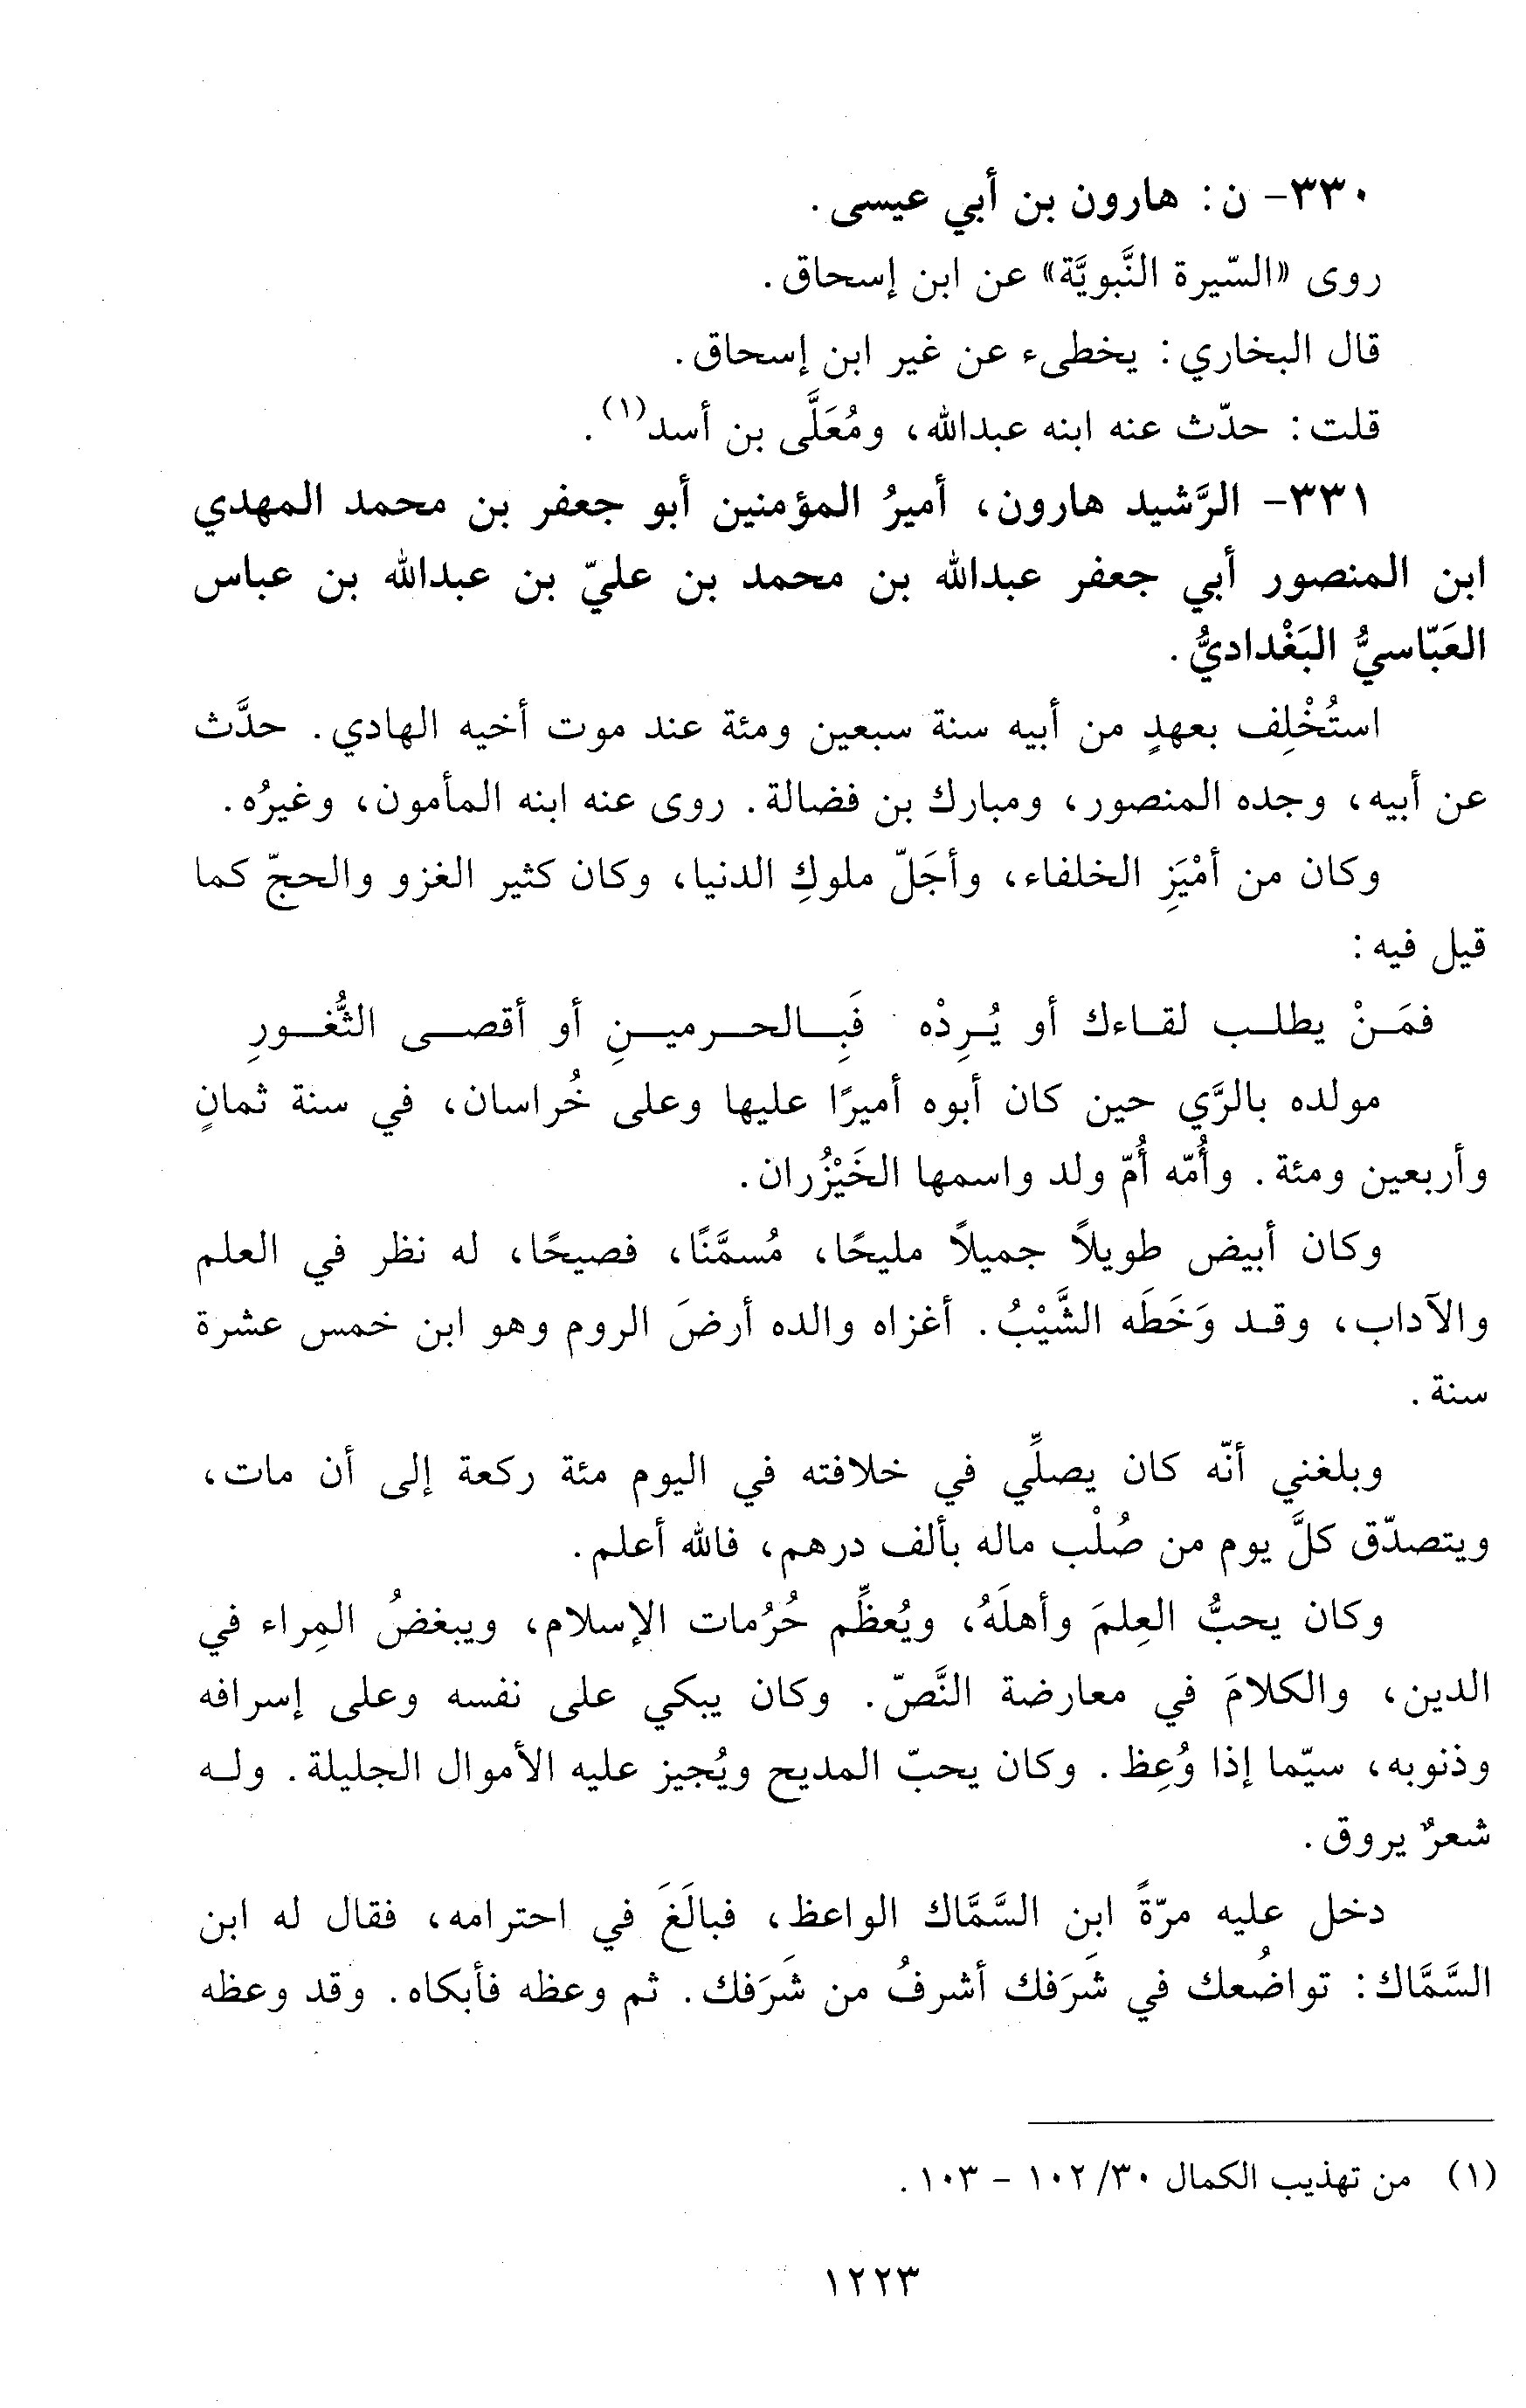 ٣٣٠- ن: هارون بن أبي عيسى.
روى «السّيرة النَّبويَّة» عن ابن إسحاق.
قال البخاري: يخطىء عن غير ابن إسحاق.
قلت: حدّث عنه ابنه عبدالله، ومُعَلَّى بن أسد(١).
٣٣١- الرَّشيد هارون، أميرُ المؤمنين أبو جعفر بن محمد المهدي
ابن المنصور أبي جعفر عبدالله بن محمد بن عليّ بن عبدالله بن عباس
العَبّاسيُّ البَغْداديُّ.
استُخْلِف بعهدٍ من أبيه سنة سبعين ومئة عند موت أخيه الهادي. حدَّث
عن أبيه، وجده المنصور، ومبارك بن فضالة. روى عنه ابنه المأمون، وغيرُه.
وكان من أمْيَزِ الخلفاء، وأجَلّ ملوكِ الدنيا، وكان كثير الغزو والحجّ كما
قيل فيه:
فمَنْ يطلب لقاءك أو يُرِدْه فَبِالحرمينِ أو أقصى الثُّغورِ
مولده بالرَّي حين كان أبوه أميرًا عليها وعلى خُراسان، في سنة ثمانٍ
وأربعين ومئة. وأُمّه أُمّ ولد واسمها الخَيْزُران.
وكان أبيض طويلاً جميلاً مليحًا، مُسمَّنًا، فصيحًا، له نظر في العلم
والآداب، وقد وَخَطَه الشَّيْبُ. أغزاه والده أرضَ الروم وهو ابن خمس عشرة
سنة.
وبلغني أنّه كان يصلِّي في خلافته في اليوم مئة ركعة إلى أن مات،
ويتصدّق كلَّ يوم من صُلْب ماله بألف درهم، فالله أعلم.
وكان يحبُّ العِلمَ وأهلَهُ، ويُعظِّم حُرُمات الإسلام، ويبغضُ المِراء في
الدين، والكلامَ في معارضة النَّصّ. وكان يبكي على نفسه وعلى إسرافه
وذنوبه، سيّما إذا وُعِظ. وكان يحبّ المديح ويُجيز عليه الأموال الجليلة. وله
شعرٌ يروق.
دخل عليه مرّةً ابن السَّمَّاك الواعظ، فبالَغَ في احترامه، فقال له ابن
السَّمَّاك: تواضُعك في شَرَفك أشرفُ من شَرَفك. ثم وعظه فأبكاه. وقد وعظه
(١) من تهذيب الكمال ٣٠/ ١٠٢ - ١٠٣.
١٢٢٣